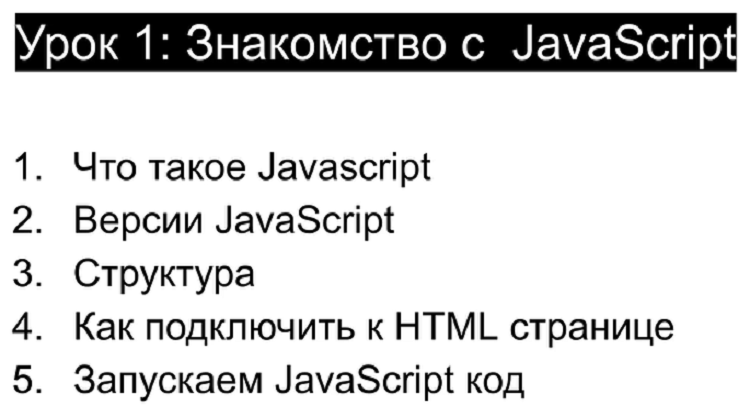 Урок 1: Знакомство с JavaScript
1. Что такое Javascript
2. Версии JavaScript
3. Структура
4. Как подключить к HTML странице
5. Запускаем JavaScript код